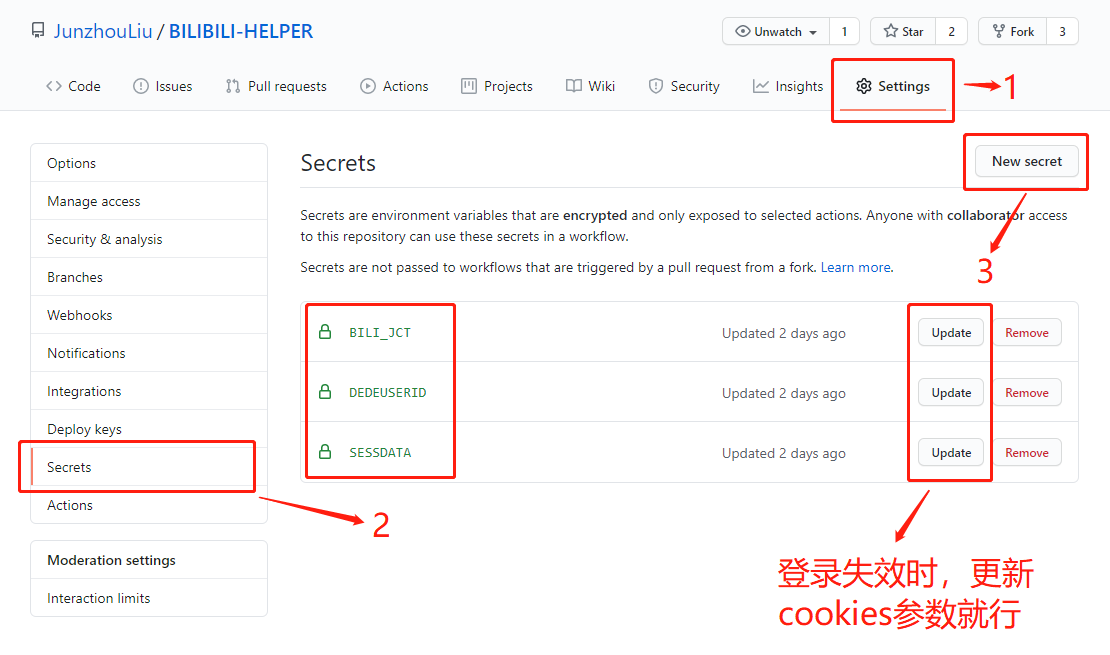 JunzhouLiu / BILIBILI-HELPER
Unwatch 1 Star 2 Fork 3
Code Issues Pull requests Actions Projects Wiki Security Insights Settings
1
Options
Manage access
Security & analysis
Branches
Webhooks
Notifications
Integrations
Deploy keys
Secrets
Actions
2
Moderation settings
Interaction limits
Secrets
New secret
Secrets are environment variables that are encrypted and only exposed to selected actions. Anyone with collaborator access
to this repository can use these secrets in a workflow.
Secrets are not passed to workflows that are triggered by a pull request from a fork. Learn more.
3
BILI_JCT Updated 2 days ago Update Remove
DEDEUSERID Updated 2 days ago Update Remove
SESSDATA Updated 2 days ago Update Remove
登录失效时，更新
cookies参数就行